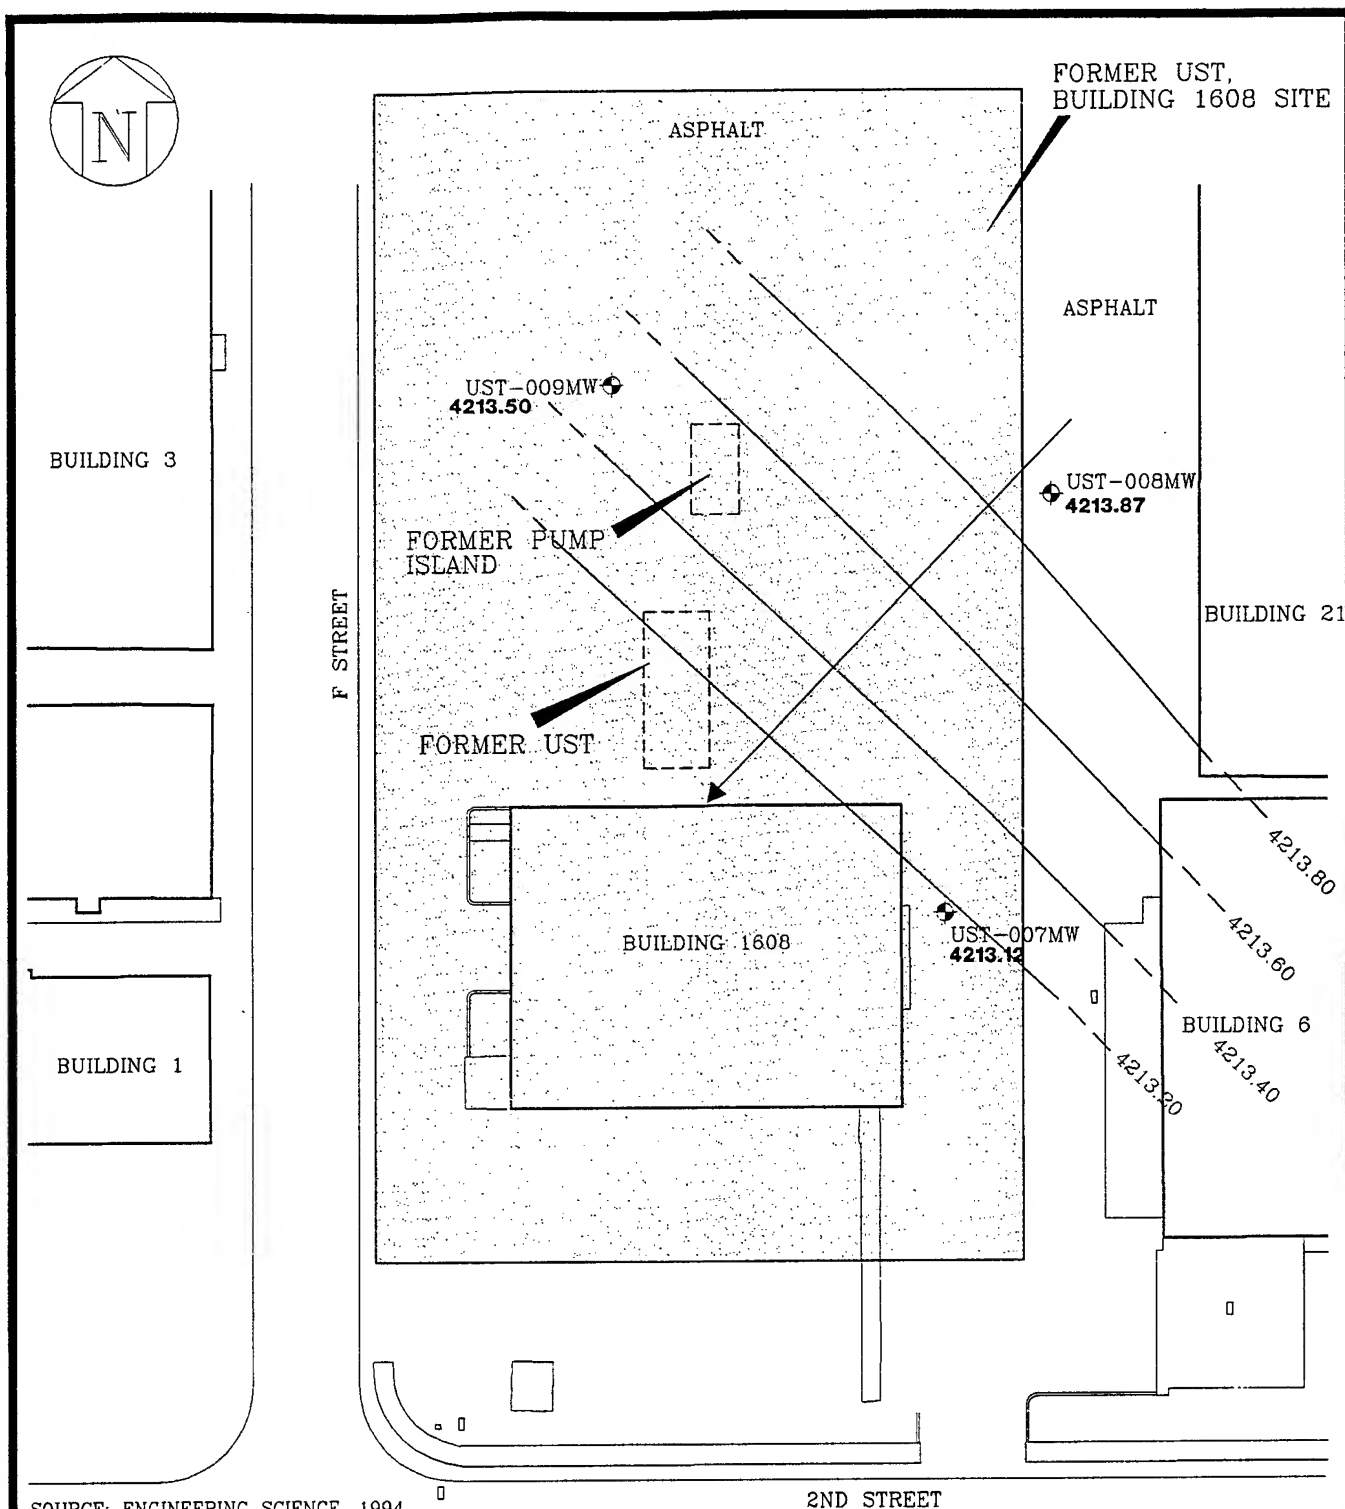 FORMER UST,
BUILDING 1608 SITE
N
ASPHALT
ASPHALT
UST-009MW
4213.50
BUILDING 3
UST-008MW
4213.87
FORMER PUMP
ISLAND
F STREET
BUILDING 21
FORMER UST
4213.80
4213.60
BUILDING 1608
UST-007MW
4213.12
BUILDING 6
4213.40
4213.20
BUILDING 1
2ND STREET
SOURCE: ENGINEERING SCIENCE, 1994